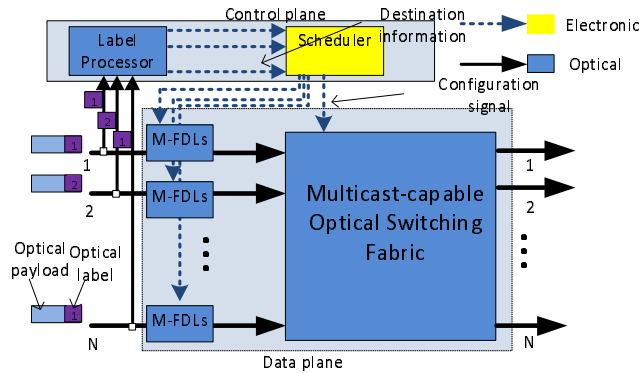 Control plane
Destination
information
Electronic
Label
Processor
Scheduler
Optical
Configuration
signal
1
2
1
1
M-FDLs
1
1
Multicast-capable
Optical Switching
Fabric
2
M-FDLs
2
2
Optical
payload
Optical
label
1
M-FDLs
N
N
Data plane